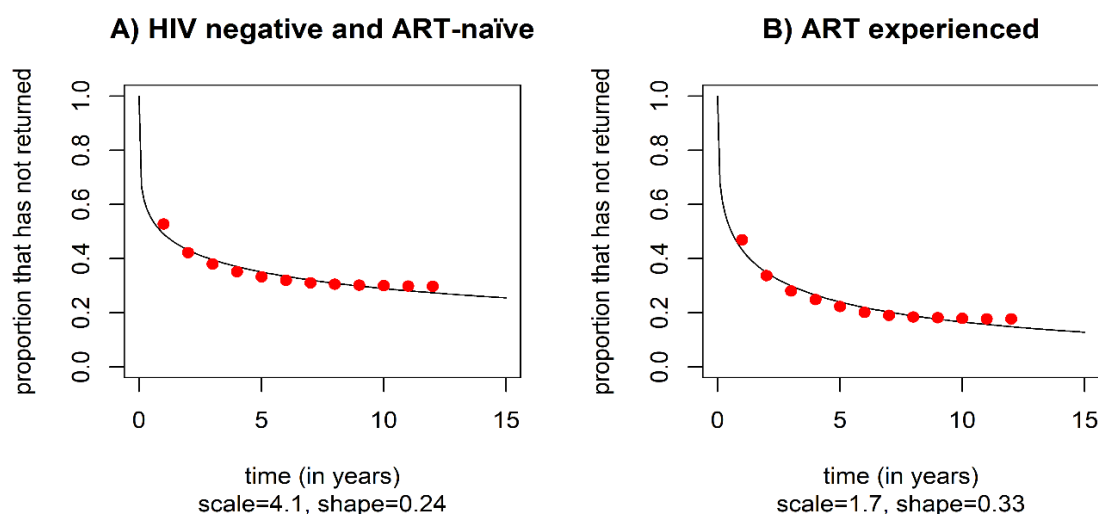 A) HIV negative and ART-naïve
proportion that has not returned
1.0
0.8
0.6
0.4
0.2
0.0
0 5 10 15
time (in years)
scale=4.1, shape=0.24
B) ART experienced
proportion that has not returned
1.0
0.8
0.6
0.4
0.2
0.0
0 5 10 15
time (in years)
scale=1.7, shape=0.33